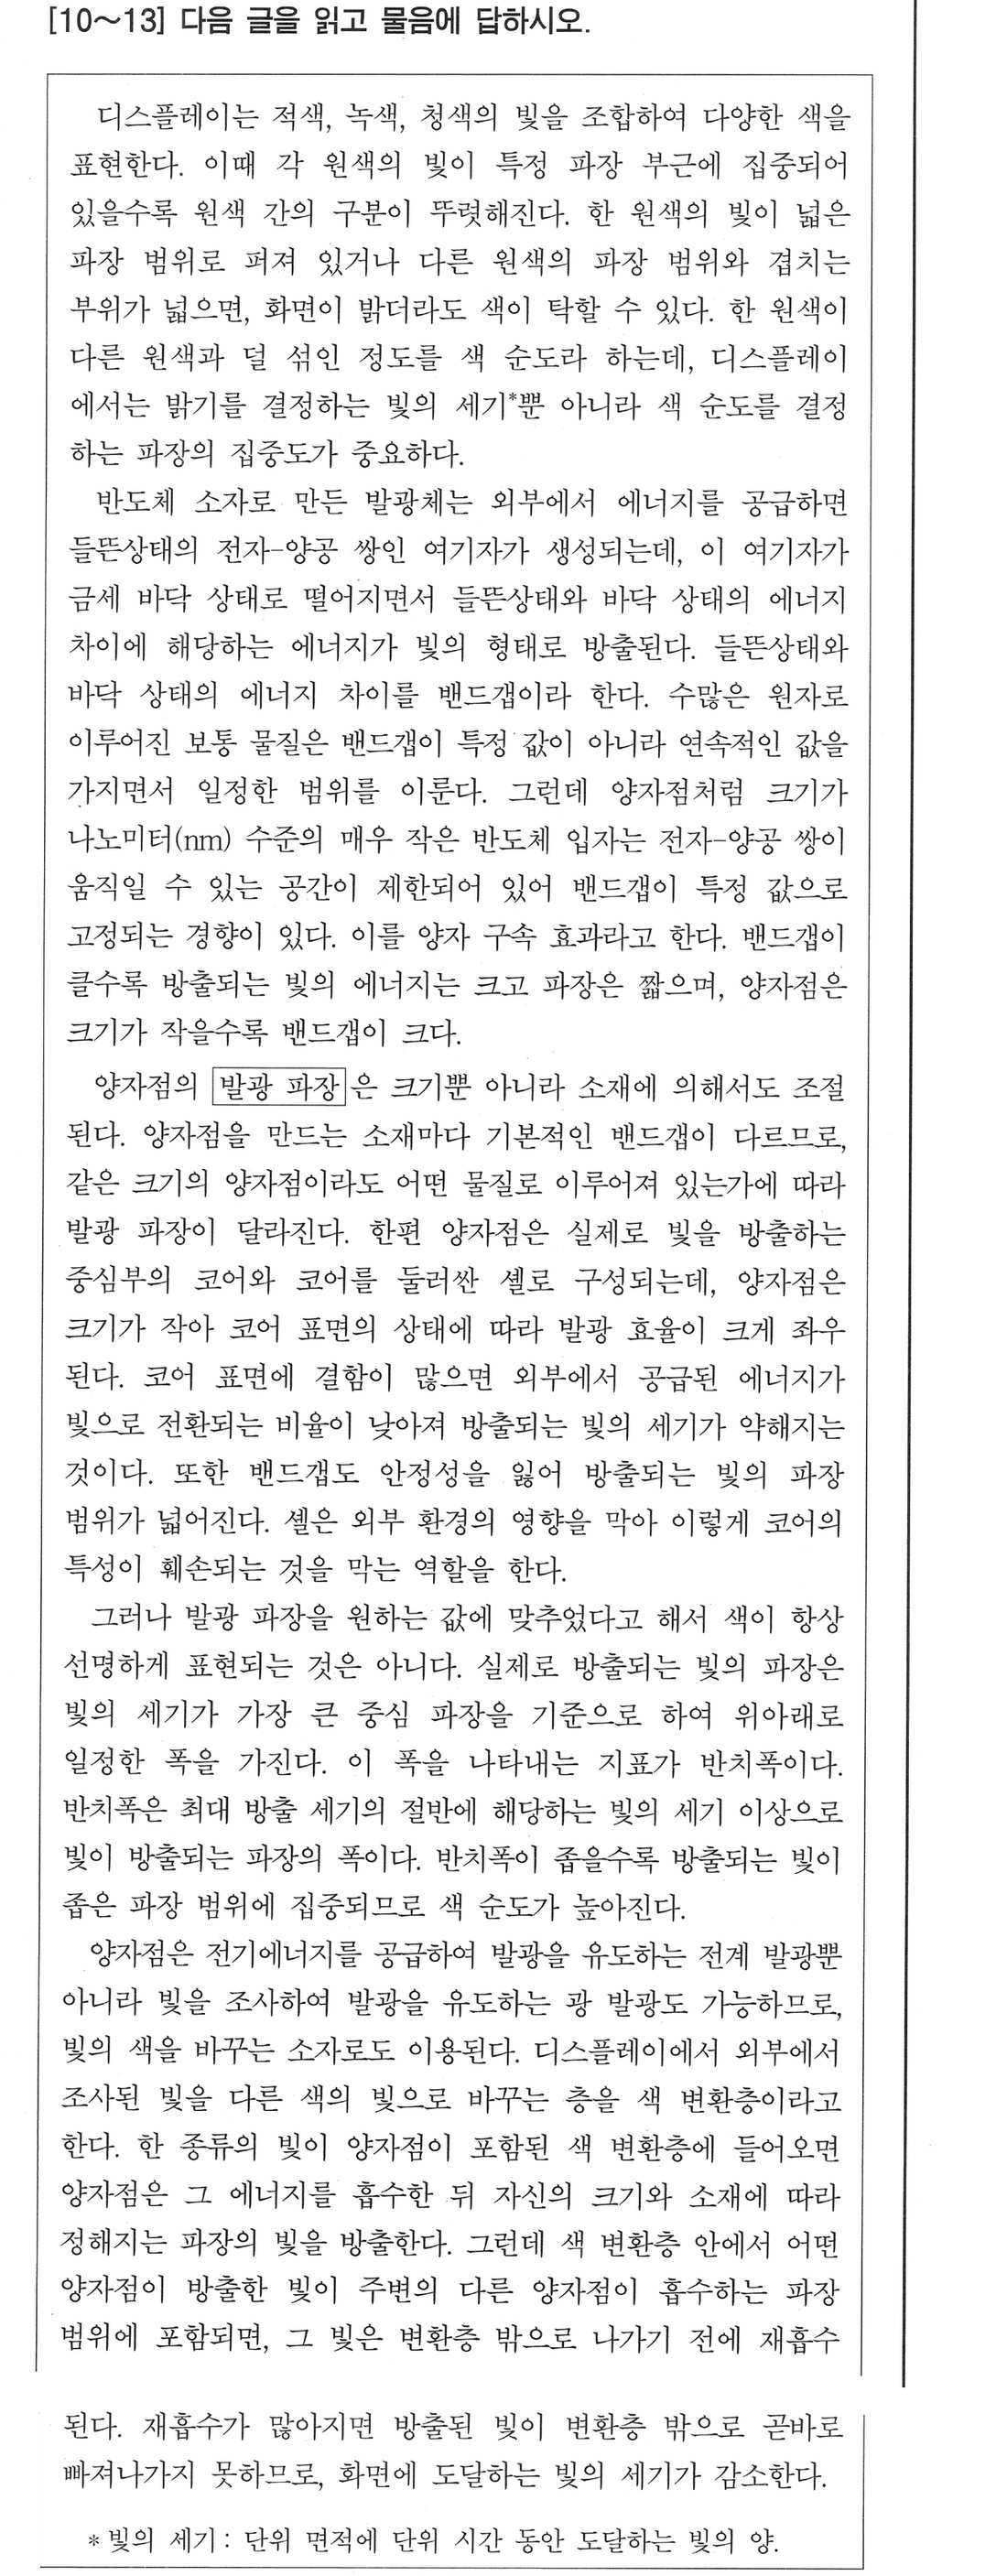 [10~13] 다음 글을 읽고 물음에 답하시오.
디스플레이는 적색, 녹색, 청색의 빛을 조합하여 다양한 색을
표현한다. 이때 각 원색의 빛이 특정 파장 부근에 집중되어
있을수록 원색 간의 구분이 뚜렷해진다. 한 원색의 빛이 넓은
파장 범위로 퍼져 있거나 다른 원색의 파장 범위와 겹치는
부위가 넓으면, 화면이 밝더라도 색이 탁할 수 있다. 한 원색이
다른 원색과 덜 섞인 정도를 색 순도라 하는데, 디스플레이
에서는 밝기를 결정하는 빛의 세기*뿐 아니라 색 순도를 결정
하는 파장의 집중도가 중요하다.
반도체 소자로 만든 발광체는 외부에서 에너지를 공급하면
들뜬상태의 전자-양공 쌍인 여기자가 생성되는데, 이 여기자가
금세 바닥 상태로 떨어지면서 들뜬상태와 바닥 상태의 에너지
차이에 해당하는 에너지가 빛의 형태로 방출된다. 들뜬상태와
바닥 상태의 에너지 차이를 밴드갭이라 한다. 수많은 원자로
이루어진 보통 물질은 밴드갭이 특정 값이 아니라 연속적인 값을
가지면서 일정한 범위를 이룬다. 그런데 양자점처럼 크기가
나노미터(nm) 수준의 매우 작은 반도체 입자는 전자-양공 쌍이
움직일 수 있는 공간이 제한되어 있어 밴드갭이 특정 값으로
고정되는 경향이 있다. 이를 양자 구속 효과라고 한다. 밴드갭이
클수록 방출되는 빛의 에너지는 크고 파장은 짧으며, 양자점은
크기가 작을수록 밴드갭이 크다.
양자점의 발광 파장은 크기뿐 아니라 소재에 의해서도 조절
된다. 양자점을 만드는 소재마다 기본적인 밴드갭이 다르므로,
같은 크기의 양자점이라도 어떤 물질로 이루어져 있는가에 따라
발광 파장이 달라진다. 한편 양자점은 실제로 빛을 방출하는
중심부의 코어와 코어를 둘러싼 셸로 구성되는데, 양자점은
크기가 작아 코어 표면의 상태에 따라 발광 효율이 크게 좌우
된다. 코어 표면에 결함이 많으면 외부에서 공급된 에너지가
빛으로 전환되는 비율이 낮아져 방출되는 빛의 세기가 약해지는
것이다. 또한 밴드갭도 안정성을 잃어 방출되는 빛의 파장
범위가 넓어진다. 셸은 외부 환경의 영향을 막아 이렇게 코어의
특성이 훼손되는 것을 막는 역할을 한다.
그러나 발광 파장을 원하는 값에 맞추었다고 해서 색이 항상
선명하게 표현되는 것은 아니다. 실제로 방출되는 빛의 파장은
빛의 세기가 가장 큰 중심 파장을 기준으로 하여 위아래로
일정한 폭을 가진다. 이 폭을 나타내는 지표가 반치폭이다.
반치폭은 최대 방출 세기의 절반에 해당하는 빛의 세기 이상으로
빛이 방출되는 파장의 폭이다. 반치폭이 좁을수록 방출되는 빛이
좁은 파장 범위에 집중되므로 색 순도가 높아진다.
양자점은 전기에너지를 공급하여 발광을 유도하는 전계 발광뿐
아니라 빛을 조사하여 발광을 유도하는 광 발광도 가능하므로,
빛의 색을 바꾸는 소자로도 이용된다. 디스플레이에서 외부에서
조사된 빛을 다른 색의 빛으로 바꾸는 층을 색 변환층이라고
한다. 한 종류의 빛이 양자점이 포함된 색 변환층에 들어오면
양자점은 그 에너지를 흡수한 뒤 자신의 크기와 소재에 따라
정해지는 파장의 빛을 방출한다. 그런데 색 변환층 안에서 어떤
양자점이 방출한 빛이 주변의 다른 양자점이 흡수하는 파장
범위에 포함되면, 그 빛은 변환층 밖으로 나가기 전에 재흡수
된다. 재흡수가 많아지면 방출된 빛이 변환층 밖으로 곧바로
빠져나가지 못하므로, 화면에 도달하는 빛의 세기가 감소한다.
* 빛의 세기 : 단위 면적에 단위 시간 동안 도달하는 빛의 양.